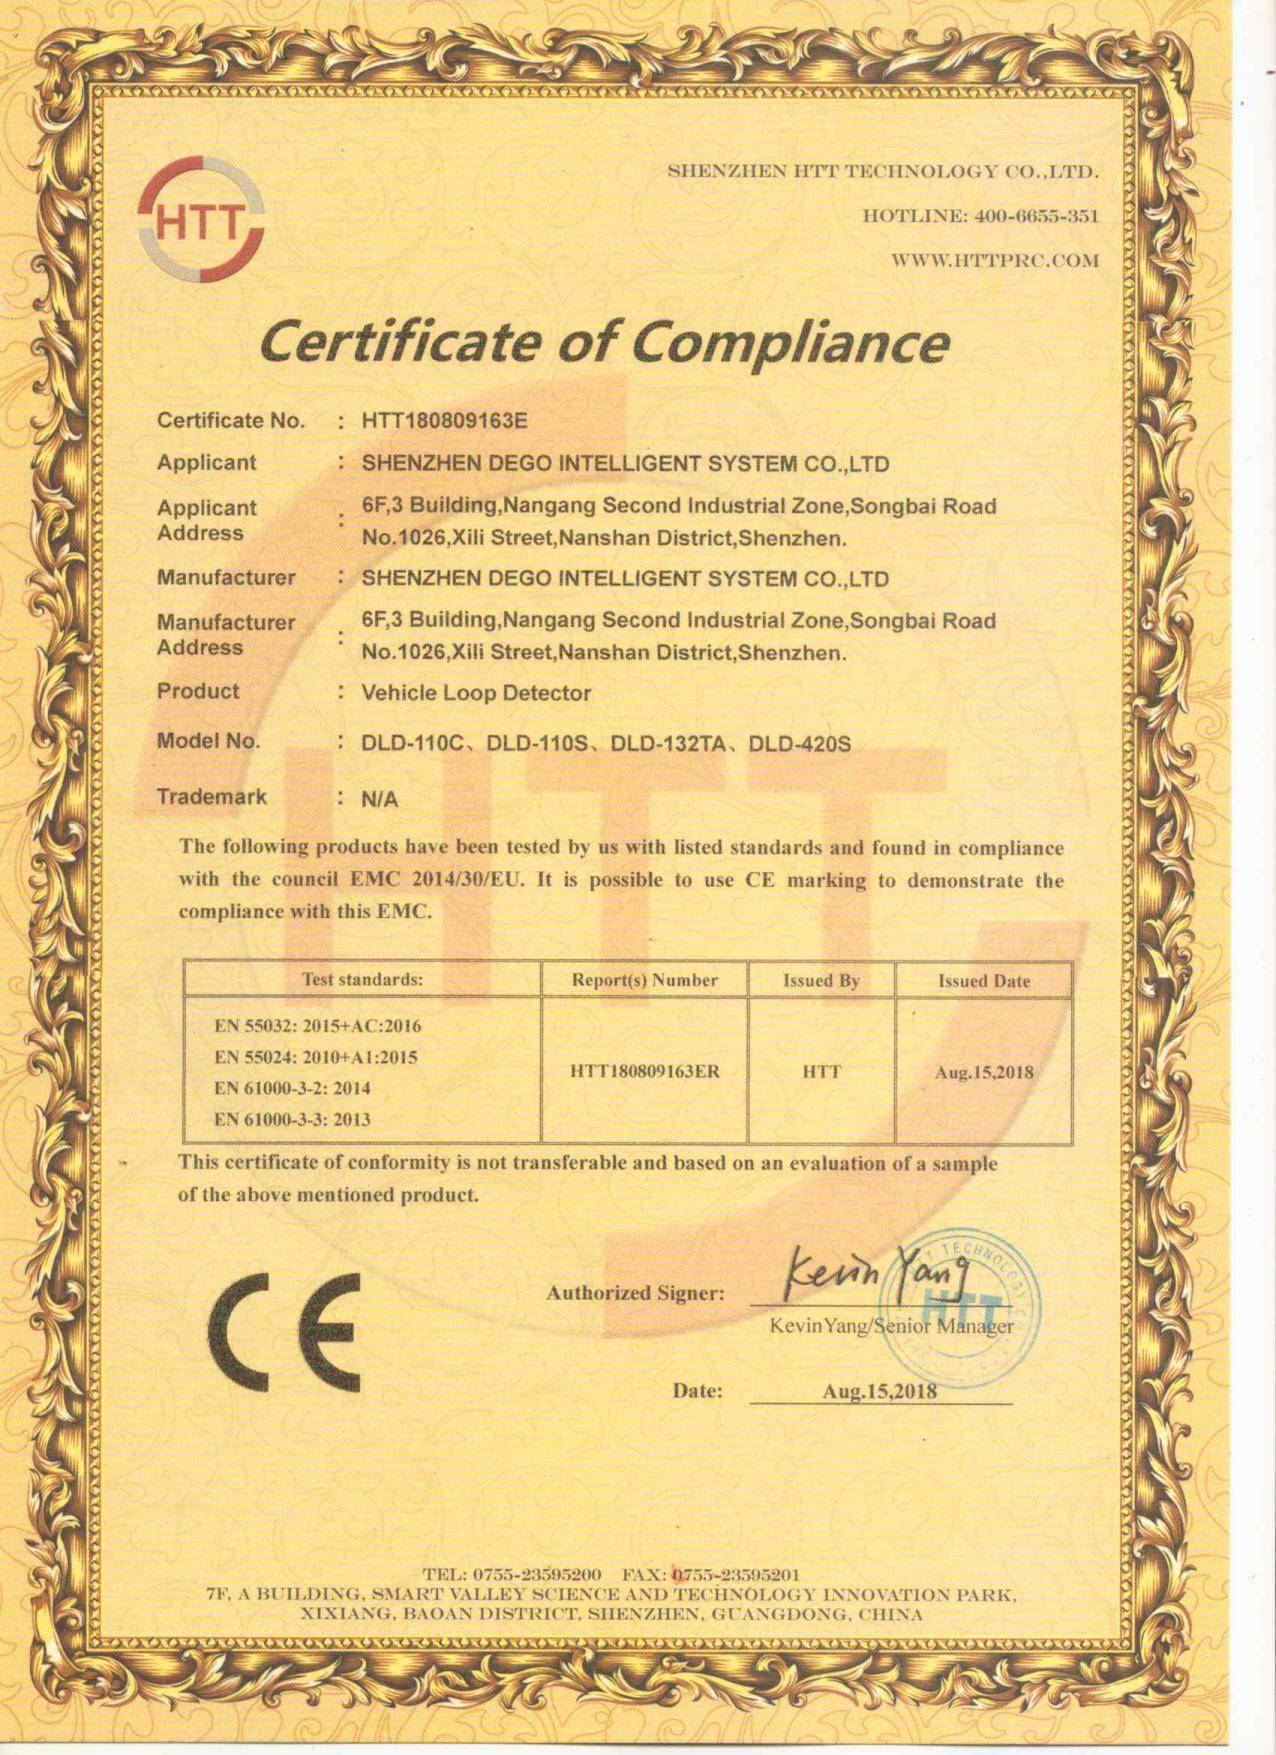 HTT
SHENZHEN HTT TECHNOLOGY CO.,LTD.
HOTLINE: 400-6655-351
WWW.HTTPRC.COM
Certificate of Compliance
Certificate No. : HTT180809163E
Applicant : SHENZHEN DEGO INTELLIGENT SYSTEM CO.,LTD
Applicant Address : 6F,3 Building,Nangang Second Industrial Zone,Songbai Road
No.1026,Xili Street,Nanshan District,Shenzhen.
Manufacturer : SHENZHEN DEGO INTELLIGENT SYSTEM CO.,LTD
Manufacturer Address : 6F,3 Building,Nangang Second Industrial Zone,Songbai Road
No.1026,Xili Street,Nanshan District,Shenzhen.
Product : Vehicle Loop Detector
Model No. : DLD-110C、DLD-110S、DLD-132TA、DLD-420S
Trademark : N/A
The following products have been tested by us with listed standards and found in compliance
with the council EMC 2014/30/EU. It is possible to use CE marking to demonstrate the
compliance with this EMC.
Test standards: Report(s) Number Issued By Issued Date
EN 55032: 2015+AC:2016
EN 55024: 2010+A1:2015
EN 61000-3-2: 2014
EN 61000-3-3: 2013
HTT180809163ER HTT Aug.15,2018
This certificate of conformity is not transferable and based on an evaluation of a sample
of the above mentioned product.
CE
Authorized Signer: Kevin Yang
KevinYang/Senior Manager
HTT
Date: Aug.15,2018
TEL: 0755-23595200 FAX: 0755-23595201
7F, A BUILDING, SMART VALLEY SCIENCE AND TECHNOLOGY INNOVATION PARK,
XIXIANG, BAOAN DISTRICT, SHENZHEN, GUANGDONG, CHINA